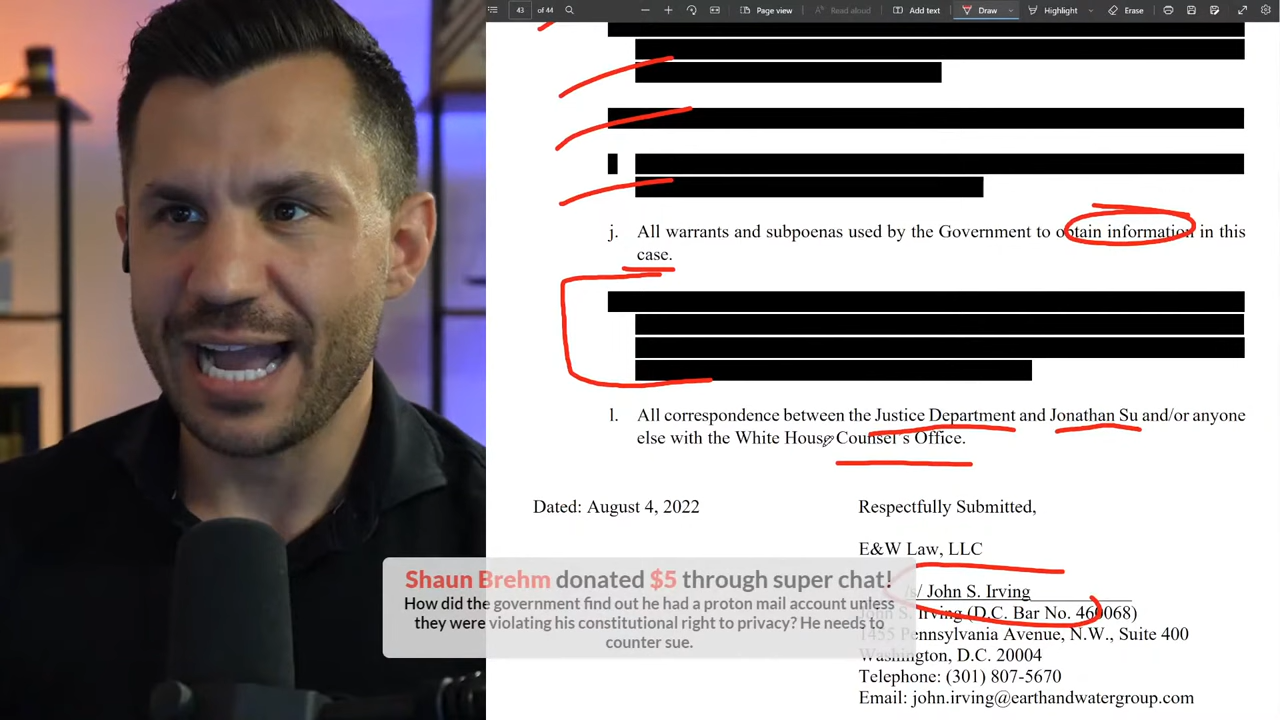 43 of 44
Page view
Read aloud
Add text
Draw
Highlight
Erase
j. All warrants and subpoenas used by the Government to obtain information in this
case.
l. All correspondence between the Justice Department and Jonathan Su and/or anyone
else with the White House Counsel's Office.
Dated: August 4, 2022
Respectfully Submitted,
E&W Law, LLC
/s/ John S. Irving
John S. Irving (D.C. Bar No. 460068)
1455 Pennsylvania Avenue, N.W., Suite 400
Washington, D.C. 20004
Telephone: (301) 807-5670
Email: john.irving@earthandwatergroup.com
Shaun Brehm donated $5 through super chat!
How did the government find out he had a proton mail account unless
they were violating his constitutional right to privacy? He needs to
counter sue.